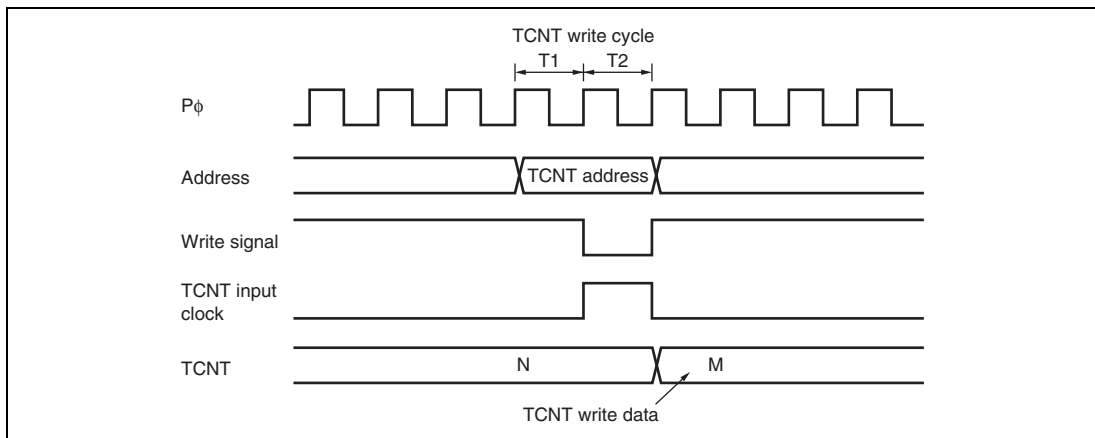 TCNT write cycle
T1 T2
Pϕ
Address
TCNT address
Write signal
TCNT input
clock
TCNT
N
M
TCNT write data